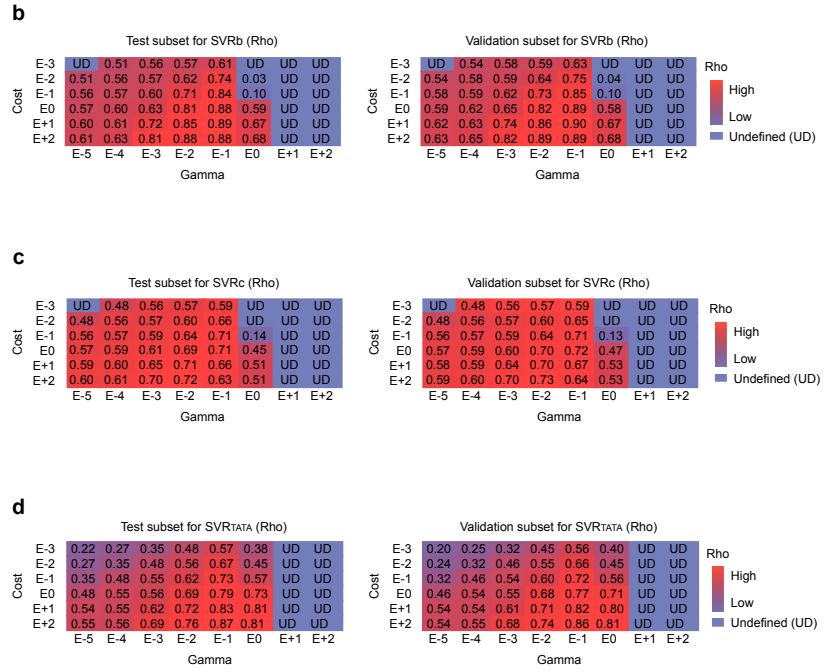 b
Test subset for SVRb (Rho)
Validation subset for SVRb (Rho)
Cost
E-3 UD 0.51 0.56 0.57 0.61 UD UD UD
E-2 0.51 0.56 0.57 0.62 0.74 0.03 UD UD
E-1 0.56 0.57 0.60 0.71 0.84 0.10 UD UD
E0 0.57 0.60 0.63 0.81 0.88 0.59 UD UD
E+1 0.60 0.61 0.72 0.85 0.89 0.67 UD UD
E+2 0.61 0.63 0.81 0.88 0.88 0.68 UD UD
E-5 E-4 E-3 E-2 E-1 E0 E+1 E+2
Gamma
UD 0.54 0.58 0.59 0.63 UD UD UD
0.54 0.58 0.59 0.64 0.75 0.04 UD UD
0.58 0.59 0.62 0.73 0.85 0.10 UD UD
0.59 0.62 0.65 0.82 0.89 0.58 UD UD
0.62 0.63 0.74 0.86 0.90 0.67 UD UD
0.63 0.65 0.82 0.89 0.89 0.68 UD UD
E-5 E-4 E-3 E-2 E-1 E0 E+1 E+2
Gamma
Rho
High
Low
Undefined (UD)
c
Test subset for SVRc (Rho)
Validation subset for SVRc (Rho)
Cost
E-3 UD 0.48 0.56 0.57 0.59 UD UD UD
E-2 0.48 0.56 0.57 0.60 0.66 UD UD UD
E-1 0.56 0.57 0.59 0.64 0.71 0.14 UD UD
E0 0.57 0.59 0.61 0.69 0.71 0.45 UD UD
E+1 0.59 0.60 0.65 0.71 0.66 0.51 UD UD
E+2 0.60 0.61 0.70 0.72 0.63 0.51 UD UD
E-5 E-4 E-3 E-2 E-1 E0 E+1 E+2
Gamma
UD 0.48 0.56 0.57 0.59 UD UD UD
0.48 0.56 0.57 0.60 0.65 UD UD UD
0.56 0.57 0.59 0.64 0.71 0.13 UD UD
0.57 0.59 0.60 0.70 0.72 0.47 UD UD
0.58 0.59 0.64 0.70 0.67 0.53 UD UD
0.59 0.60 0.70 0.73 0.64 0.53 UD UD
E-5 E-4 E-3 E-2 E-1 E0 E+1 E+2
Gamma
Rho
High
Low
Undefined (UD)
d
Test subset for SVRTATA (Rho)
Validation subset for SVRTATA (Rho)
Cost
E-3 0.22 0.27 0.35 0.48 0.57 0.38 UD UD
E-2 0.27 0.35 0.48 0.56 0.67 0.45 UD UD
E-1 0.35 0.48 0.55 0.62 0.73 0.57 UD UD
E0 0.48 0.55 0.56 0.69 0.79 0.73 UD UD
E+1 0.54 0.55 0.62 0.72 0.83 0.81 UD UD
E+2 0.55 0.56 0.69 0.76 0.87 0.81 UD UD
E-5 E-4 E-3 E-2 E-1 E0 E+1 E+2
Gamma
0.20 0.25 0.32 0.45 0.56 0.40 UD UD
0.24 0.32 0.46 0.55 0.66 0.45 UD UD
0.32 0.46 0.54 0.60 0.72 0.56 UD UD
0.46 0.54 0.55 0.68 0.77 0.71 UD UD
0.54 0.54 0.61 0.71 0.82 0.80 UD UD
0.54 0.55 0.68 0.74 0.86 0.81 UD UD
E-5 E-4 E-3 E-2 E-1 E0 E+1 E+2
Gamma
Rho
High
Low
Undefined (UD)